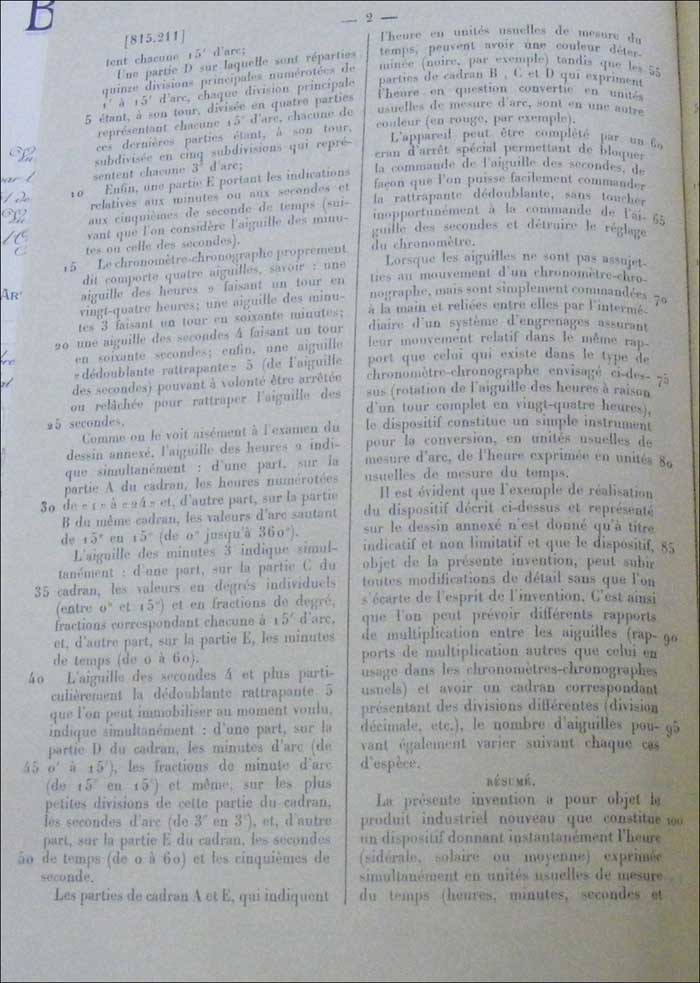 B
— 2 —
[815.211]
tent chacune 15' d'arc;
Une partie D sur laquelle sont réparties
quinze divisions principales numérotées de
1' à 15' d'arc, chaque division principale
5 étant, à son tour, divisée en quatre parties
représentant chacune 15" d'arc, chacune de
ces dernières parties étant, à son tour,
subdivisée en cinq subdivisions qui repré-
sentent chacune 3" d'arc;
10 Enfin, une partie E portant les indications
relatives aux minutes ou aux secondes et
aux cinquièmes de seconde de temps (sui-
vant que l'on considère l'aiguille des minu-
tes ou celle des secondes).
15 Le chronomètre-chronographe proprement
dit comporte quatre aiguilles, savoir : une
aiguille des heures 2 faisant un tour en
vingt-quatre heures; une aiguille des minu-
tes 3 faisant un tour en soixante minutes;
20 une aiguille des secondes 4 faisant un tour
en soixante secondes; enfin, une aiguille
«dédoublante rattrapante» 5 (de l'aiguille
des secondes) pouvant à volonté être arrêtée
ou relâchée pour rattraper l'aiguille des
25 secondes.
Comme on le voit aisément à l'examen du
dessin annexé, l'aiguille des heures 2 indi-
que simultanément : d'une part, sur la
partie A du cadran, les heures numérotées
30 de «1» à «24» et, d'autre part, sur la partie
B du même cadran, les valeurs d'arc sautant
de 15° en 15° (de 0° jusqu'à 360°).
L'aiguille des minutes 3 indique simul-
tanément : d'une part, sur la partie C du
35 cadran, les valeurs en degrés individuels
(entre 0° et 15°) et en fractions de degré,
fractions correspondant chacune à 15' d'arc,
et, d'autre part, sur la partie E, les minutes
de temps (de 0 à 60).
40 L'aiguille des secondes 4 et plus parti-
culièrement la dédoublante rattrapante 5
que l'on peut immobiliser au moment voulu,
indique simultanément : d'une part, sur la
partie D du cadran, les minutes d'arc (de
45 0' à 15'), les fractions de minute d'arc
(de 15" en 15") et même, sur les plus
petites divisions de cette partie du cadran,
les secondes d'arc (de 3" en 3"), et, d'autre
part, sur la partie E du cadran, les secondes
50 de temps (de 0 à 60) et les cinquièmes de
seconde.
Les parties de cadran A et E, qui indiquent
l'heure en unités usuelles de mesure du
temps, peuvent avoir une couleur déter-
minée (noire, par exemple) tandis que les 55
parties de cadran B, C et D qui expriment
l'heure en question convertie en unités
usuelles de mesure d'arc, sont en une autre
couleur (en rouge, par exemple).
L'appareil peut être complété par un 60
cran d'arrêt spécial permettant de bloquer
la commande de l'aiguille des secondes, de
façon que l'on puisse facilement commander
la rattrapante dédoublante, sans toucher
inopportunément à la commande de l'ai- 65
guille des secondes et détruire le réglage
du chronomètre.
Lorsque les aiguilles ne sont pas assujet-
ties au mouvement d'un chronomètre-chro-
nographe, mais sont simplement commandées 70
à la main et reliées entre elles par l'intermé-
diaire d'un système d'engrenages assurant
leur mouvement relatif dans le même rap-
port que celui qui existe dans le type de
chronomètre-chronographe envisagé ci-des- 75
sus (rotation de l'aiguille des heures à raison
d'un tour complet en vingt-quatre heures),
le dispositif constitue un simple instrument
pour la conversion, en unités usuelles de
mesure d'arc, de l'heure exprimée en unités 80
usuelles de mesure du temps.
Il est évident que l'exemple de réalisation
du dispositif décrit ci-dessus et représenté
sur le dessin annexé n'est donné qu'à titre
indicatif et non limitatif et que le dispositif, 85
objet de la présente invention, peut subir
toutes modifications de détail sans que l'on
s'écarte de l'esprit de l'invention. C'est ainsi
que l'on peut prévoir différents rapports
de multiplication entre les aiguilles (rap- 90
ports de multiplication autres que celui en
usage dans les chronomètres-chronographes
usuels) et avoir un cadran correspondant
présentant des divisions différentes (division
décimale, etc.), le nombre d'aiguilles pou- 95
vant également varier suivant chaque cas
d'espèce.
RÉSUMÉ.
La présente invention a pour objet le
produit industriel nouveau que constitue 100
un dispositif donnant instantanément l'heure
(sidérale, solaire ou moyenne) exprimée
simultanément en unités usuelles de mesure
du temps (heures, minutes, secondes et